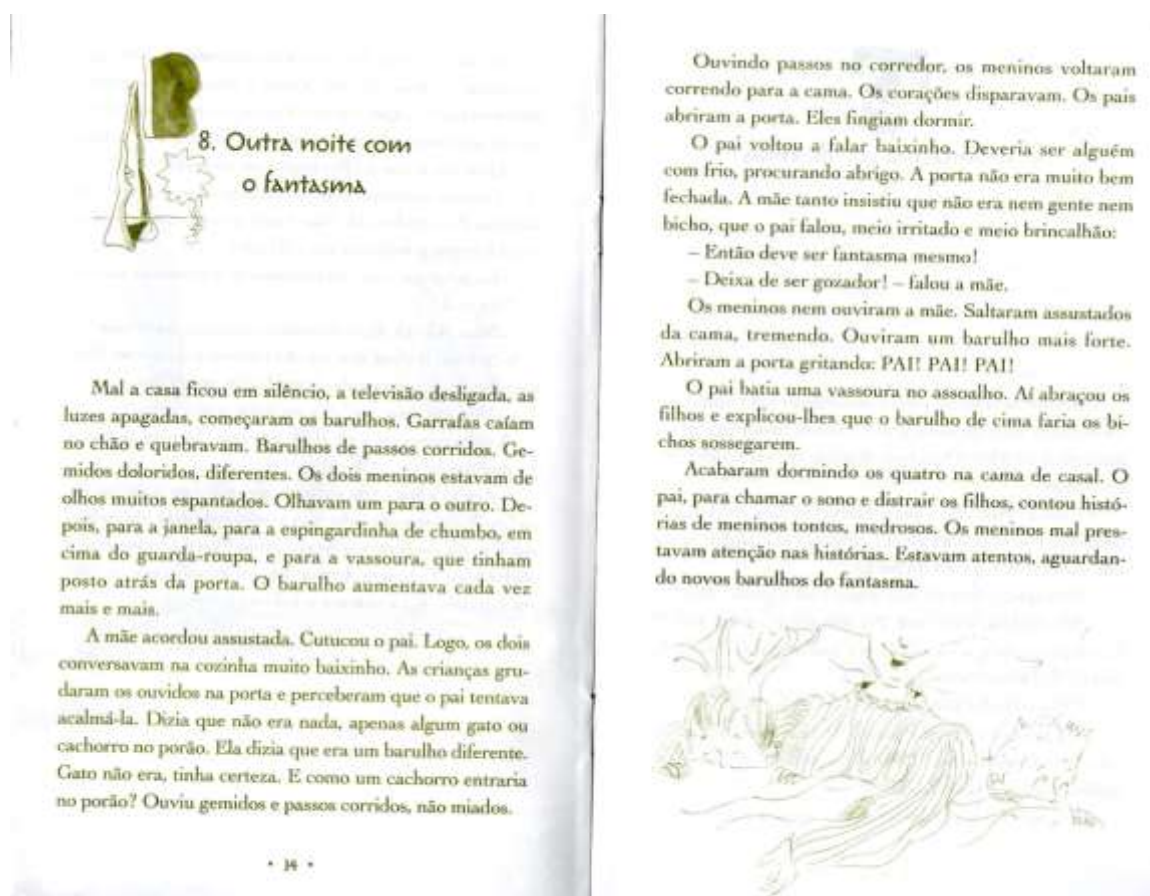 8. Outra noite com
o fantasma
Mal a casa ficou em silêncio, a televisão desligada, as
luzes apagadas, começaram os barulhos. Garrafas caíam
no chão e quebravam. Barulhos de passos corridos. Ge-
midos doloridos, diferentes. Os dois meninos estavam de
olhos muitos espantados. Olhavam um para o outro. De-
pois, para a janela, para a espingardinha de chumbo, em
cima do guarda-roupa, e para a vassoura, que tinham
posto atrás da porta. O barulho aumentava cada vez
mais e mais.
A mãe acordou assustada. Cutucou o pai. Logo, os dois
conversavam na cozinha muito baixinho. As crianças gru-
daram os ouvidos na porta e perceberam que o pai tentava
acalmá-la. Dizia que não era nada, apenas algum gato ou
cachorro no porão. Ela dizia que era um barulho diferente.
Gato não era, tinha certeza. E como um cachorro entraria
no porão? Ouviu gemidos e passos corridos, não miados.
• 14 •
Ouvindo passos no corredor, os meninos voltaram
correndo para a cama. Os corações disparavam. Os pais
abriram a porta. Eles fingiam dormir.
O pai voltou a falar baixinho. Deveria ser alguém
com frio, procurando abrigo. A porta não era muito bem
fechada. A mãe tanto insistiu que não era nem gente nem
bicho, que o pai falou, meio irritado e meio brincalhão:
– Então deve ser fantasma mesmo!
– Deixa de ser gozador! – falou a mãe.
Os meninos nem ouviram a mãe. Saltaram assustados
da cama, tremendo. Ouviram um barulho mais forte.
Abriram a porta gritando: PAI! PAI! PAI!
O pai batia uma vassoura no assoalho. Aí abraçou os
filhos e explicou-lhes que o barulho de cima faria os bi-
chos sossegarem.
Acabaram dormindo os quatro na cama de casal. O
pai, para chamar o sono e distrair os filhos, contou histó-
rias de meninos tontos, medrosos. Os meninos mal pres-
tavam atenção nas histórias. Estavam atentos, aguardan-
do novos barulhos do fantasma.